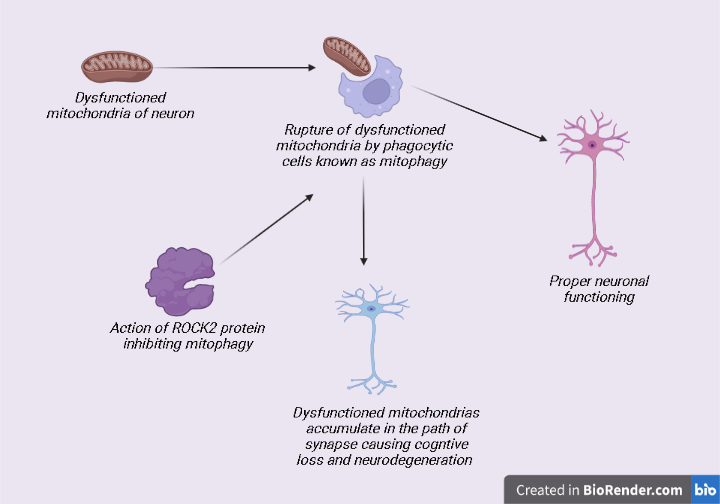 Dysfunctioned
mitochondria of neuron
Rupture of dysfunctioned
mitochondria by phagocytic
cells known as mitophagy
Proper neuronal
functioning
Action of ROCK2 protein
inhibiting mitophagy
Dysfunctioned mitochondrias
accumulate in the path of
synapse causing cogntive
loss and neurodegeneration
Created in BioRender.com bio